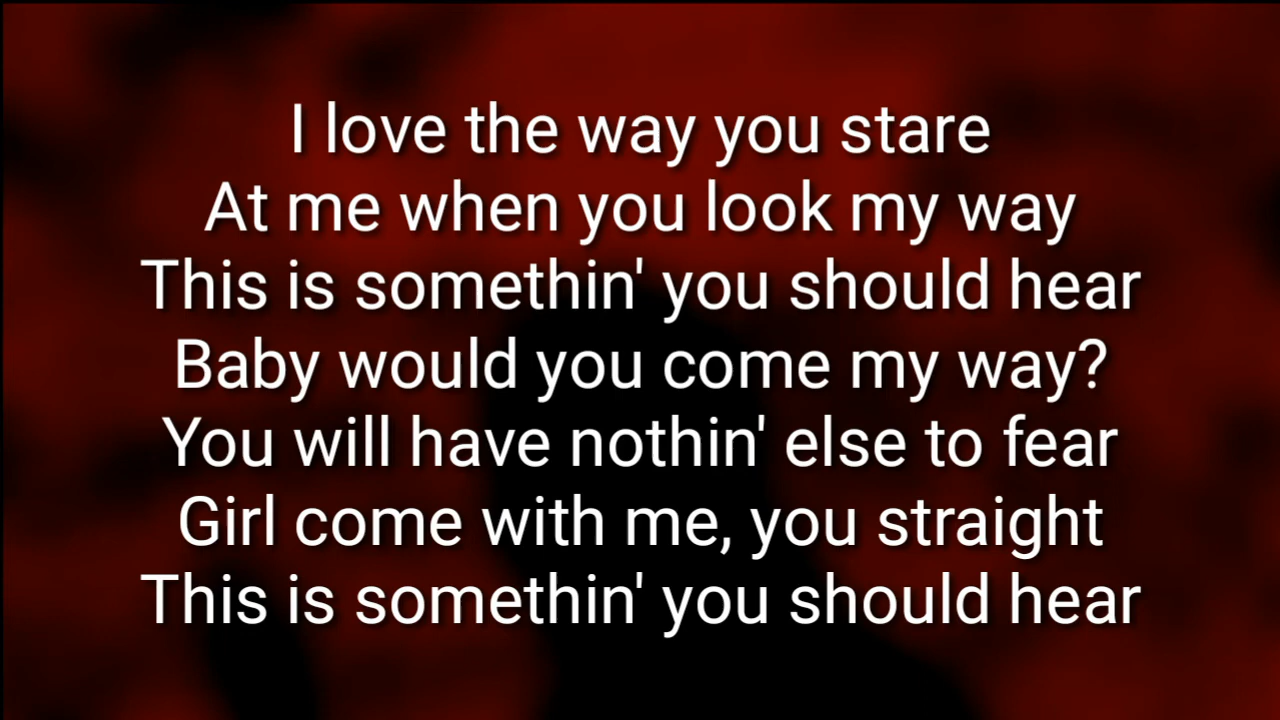 I love the way you stare
At me when you look my way
This is somethin' you should hear
Baby would you come my way?
You will have nothin' else to fear
Girl come with me, you straight
This is somethin' you should hear